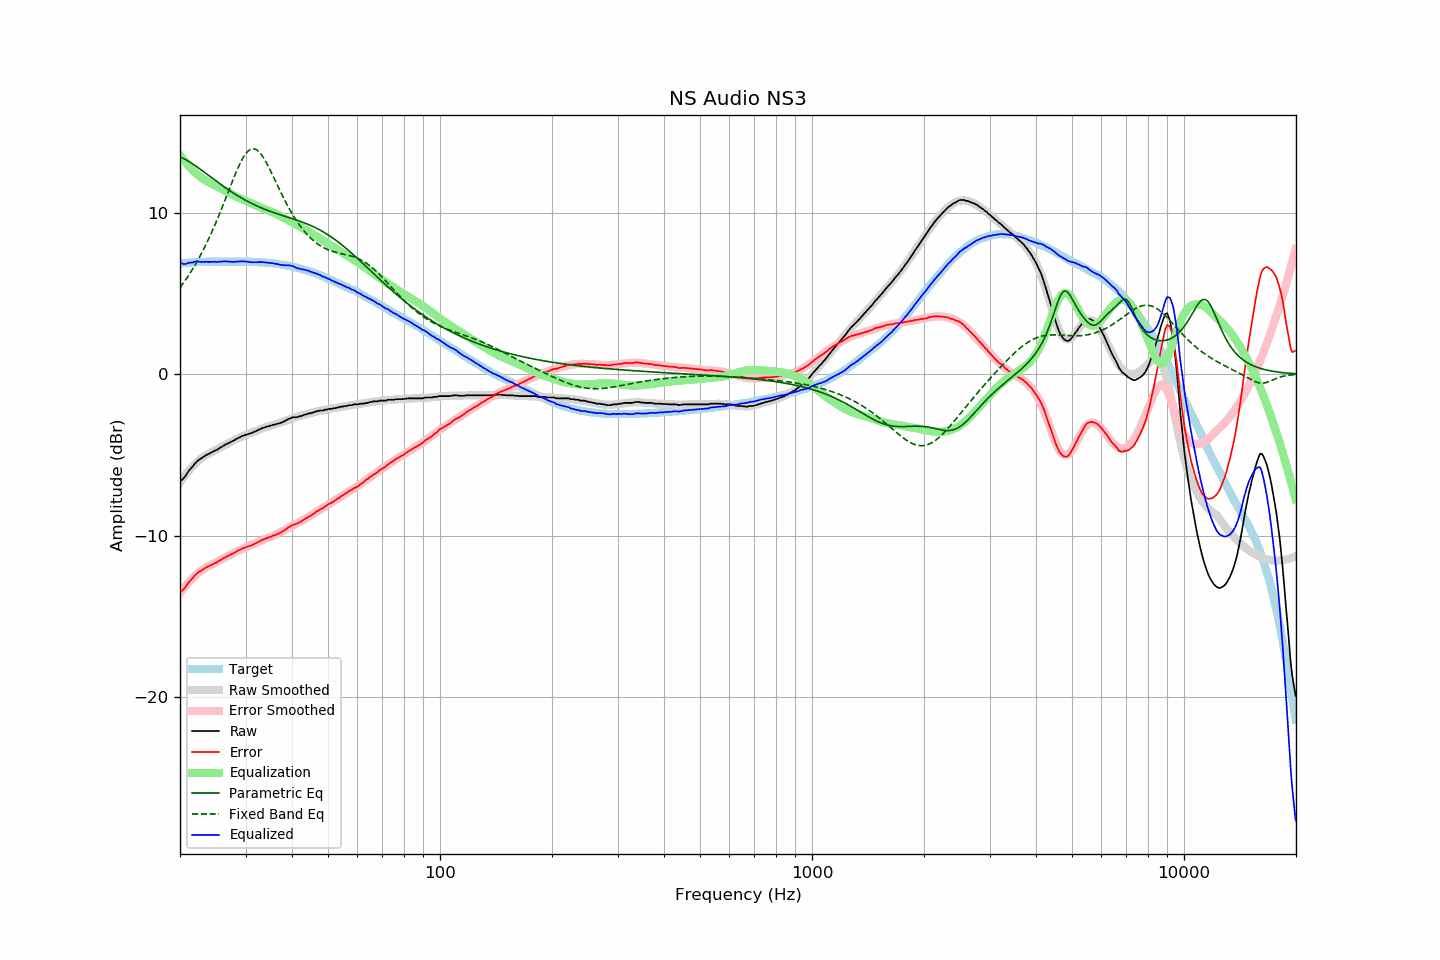 NS Audio NS3
Amplitude (dBr)
10
0
−10
−20
Target
Raw Smoothed
Error Smoothed
Raw
Error
Equalization
Parametric Eq
Fixed Band Eq
Equalized
100
1000
10000
Frequency (Hz)